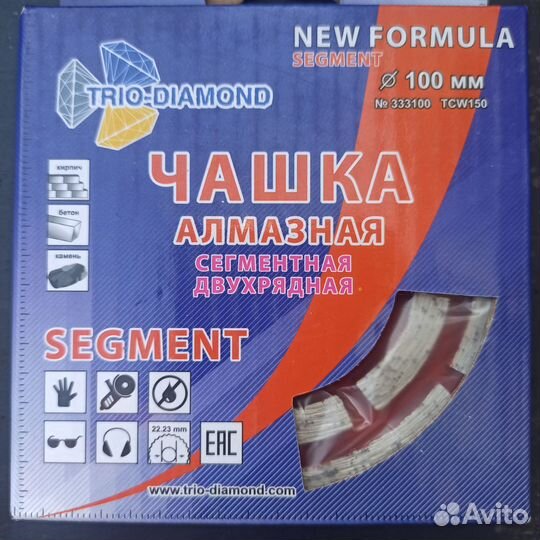 NEW FORMULA
SEGMENT
Ø 100 мм
№ 333100 TCW150
TRIO-DIAMOND
ЧАШКА
АЛМАЗНАЯ
СЕГМЕНТНАЯ
ДВУХРЯДНАЯ
кирпич
бетон
камень
SEGMENT
22.23 mm
EAC
www.trio-diamond.com
Avito